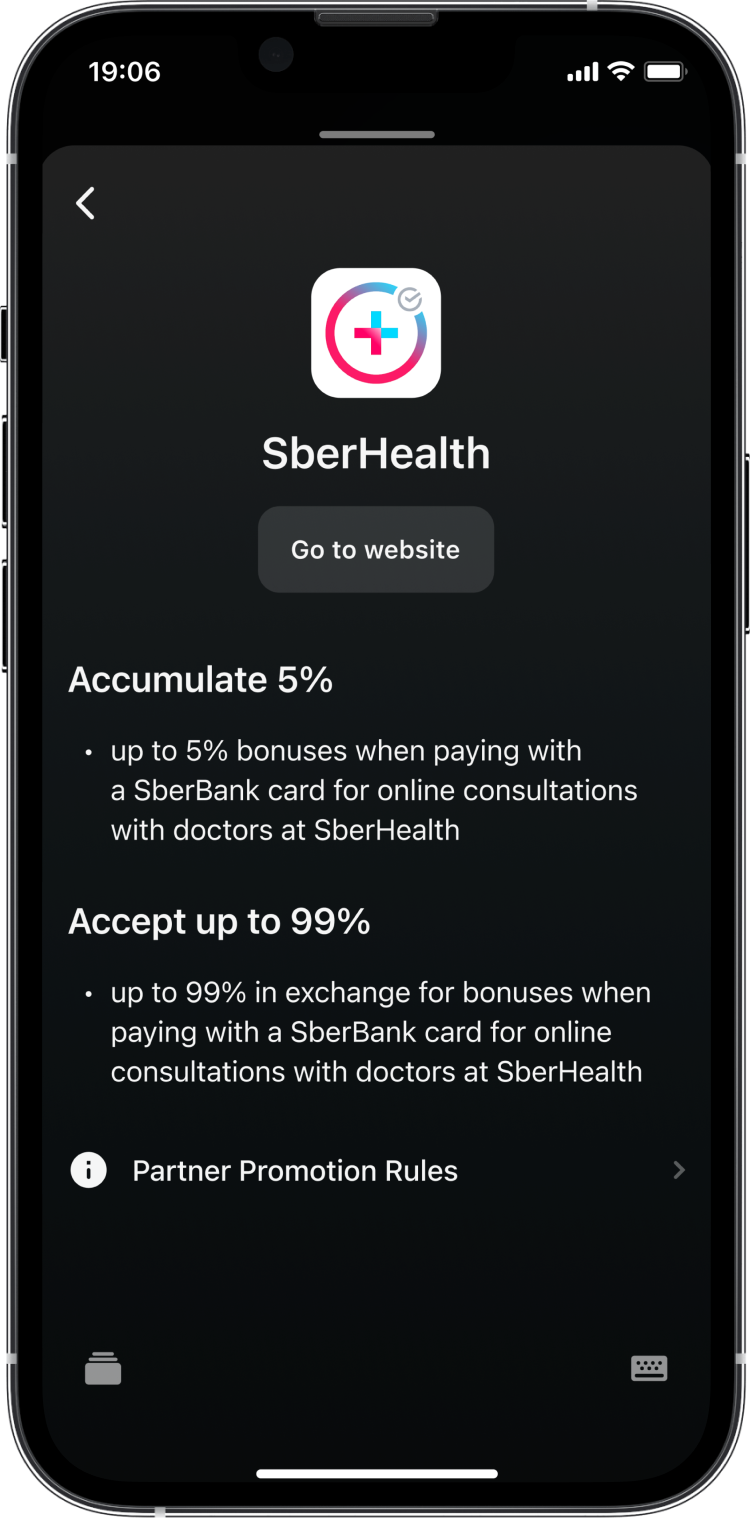 19:06
SberHealth
Go to website
Accumulate 5%
• up to 5% bonuses when paying with
a SberBank card for online consultations
with doctors at SberHealth
Accept up to 99%
• up to 99% in exchange for bonuses when
paying with a SberBank card for online
consultations with doctors at SberHealth
Partner Promotion Rules